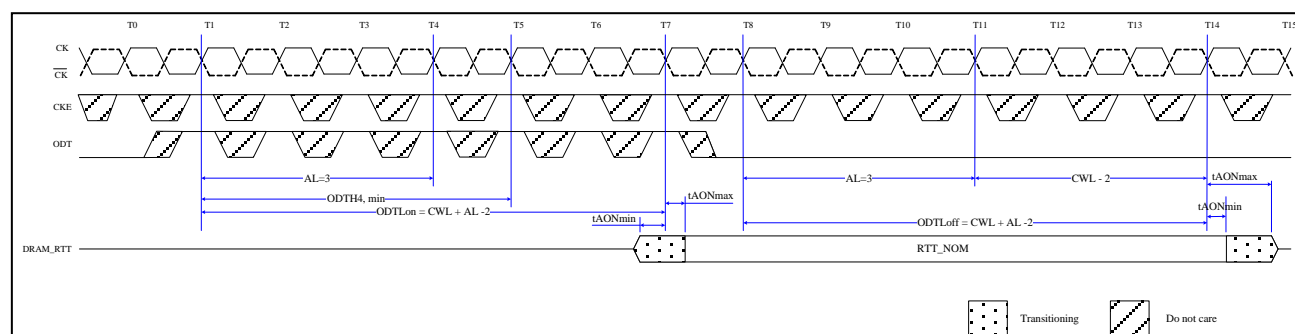 T0 T1 T2 T3 T4 T5 T6 T7 T8 T9 T10 T11 T12 T13 T14 T15
CK
CK
CKE
ODT
AL=3 AL=3 CWL - 2 tAONmax
ODTH4, min tAONmax
ODTLon = CWL + AL -2
tAONmin ODTLoff = CWL + AL -2 tAONmin
DRAM_RTT RTT_NOM
Transitioning Do not care